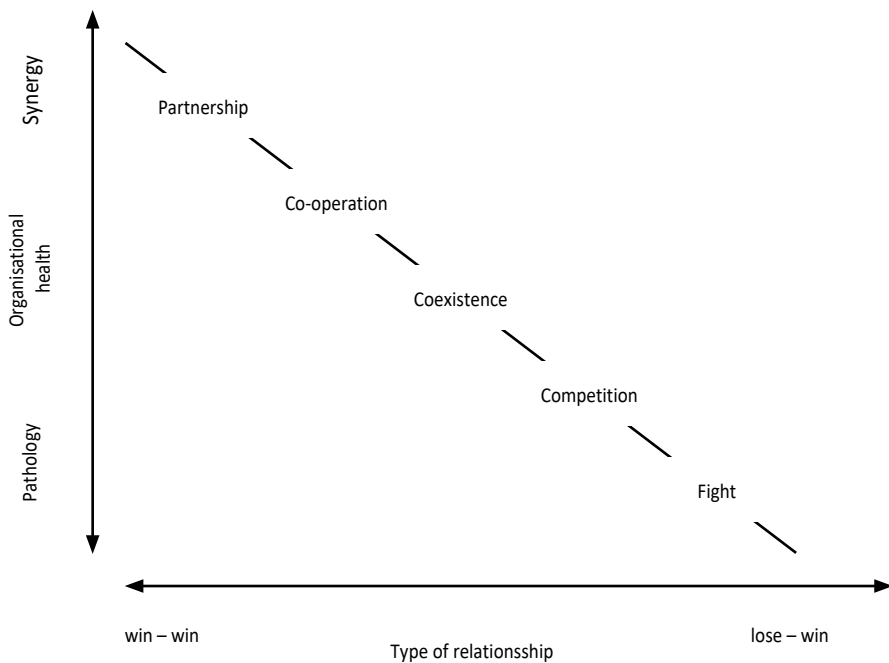 Synergy
Partnership
Co-operation
Organisational
health
Coexistence
Competition
Pathology
Fight
win – win
Type of relationsship
lose – win